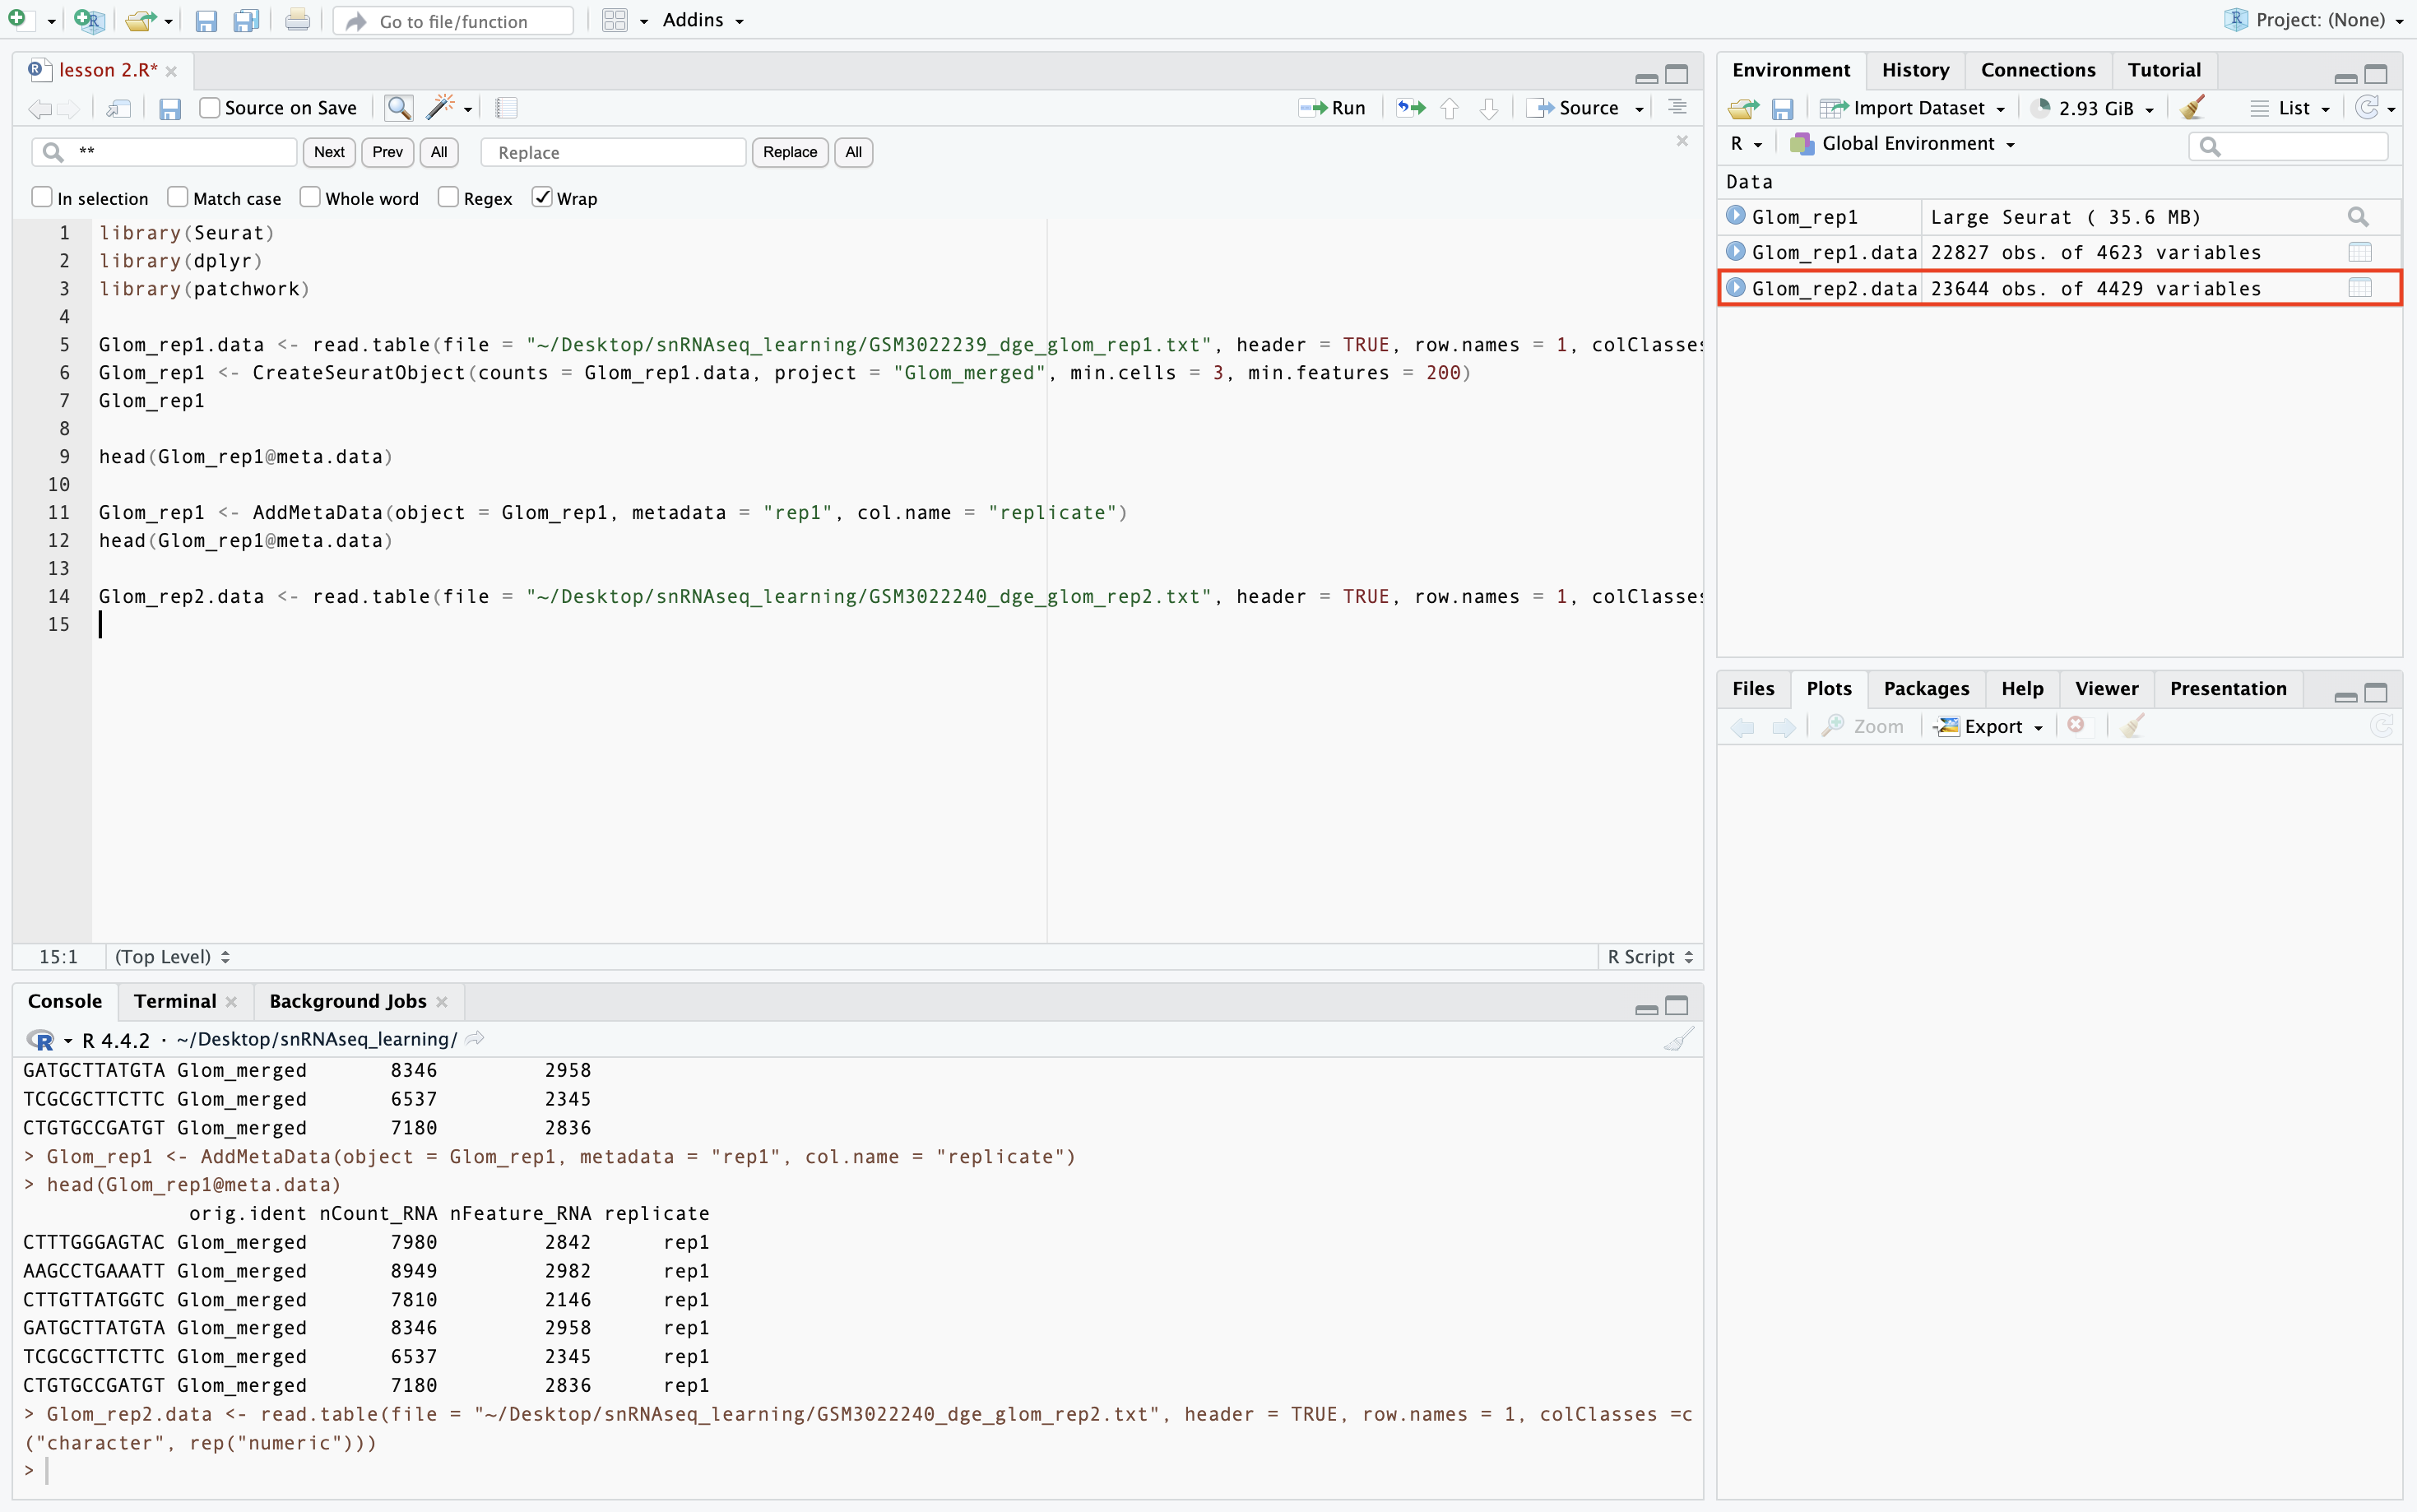 Go to file/function
Addins
Project: (None)
lesson 2.R*
Source on Save
Run
Source
**
Next
Prev
All
Replace
Replace
All
In selection
Match case
Whole word
Regex
Wrap
1 library(Seurat)
2 library(dplyr)
3 library(patchwork)
4
5 Glom_rep1.data <- read.table(file = "~/Desktop/snRNAseq_learning/GSM3022239_dge_glom_rep1.txt", header = TRUE, row.names = 1, colClasses
6 Glom_rep1 <- CreateSeuratObject(counts = Glom_rep1.data, project = "Glom_merged", min.cells = 3, min.features = 200)
7 Glom_rep1
8
9 head(Glom_rep1@meta.data)
10
11 Glom_rep1 <- AddMetaData(object = Glom_rep1, metadata = "rep1", col.name = "replicate")
12 head(Glom_rep1@meta.data)
13
14 Glom_rep2.data <- read.table(file = "~/Desktop/snRNAseq_learning/GSM3022240_dge_glom_rep2.txt", header = TRUE, row.names = 1, colClasses
15
15:1 (Top Level) R Script
Console Terminal Background Jobs
R 4.4.2 · ~/Desktop/snRNAseq_learning/
GATGCTTATGTA Glom_merged 8346 2958
TCGCGCTTCTTC Glom_merged 6537 2345
CTGTGCCGATGT Glom_merged 7180 2836
> Glom_rep1 <- AddMetaData(object = Glom_rep1, metadata = "rep1", col.name = "replicate")
> head(Glom_rep1@meta.data)
orig.ident nCount_RNA nFeature_RNA replicate
CTTTGGGAGTAC Glom_merged 7980 2842 rep1
AAGCCTGAAATT Glom_merged 8949 2982 rep1
CTTGTTATGGTC Glom_merged 7810 2146 rep1
GATGCTTATGTA Glom_merged 8346 2958 rep1
TCGCGCTTCTTC Glom_merged 6537 2345 rep1
CTGTGCCGATGT Glom_merged 7180 2836 rep1
> Glom_rep2.data <- read.table(file = "~/Desktop/snRNAseq_learning/GSM3022240_dge_glom_rep2.txt", header = TRUE, row.names = 1, colClasses =c
("character", rep("numeric")))
>
Environment History Connections Tutorial
Import Dataset 2.93 GiB List
R Global Environment
Data
Glom_rep1 Large Seurat ( 35.6 MB)
Glom_rep1.data 22827 obs. of 4623 variables
Glom_rep2.data 23644 obs. of 4429 variables
Files Plots Packages Help Viewer Presentation
Zoom Export